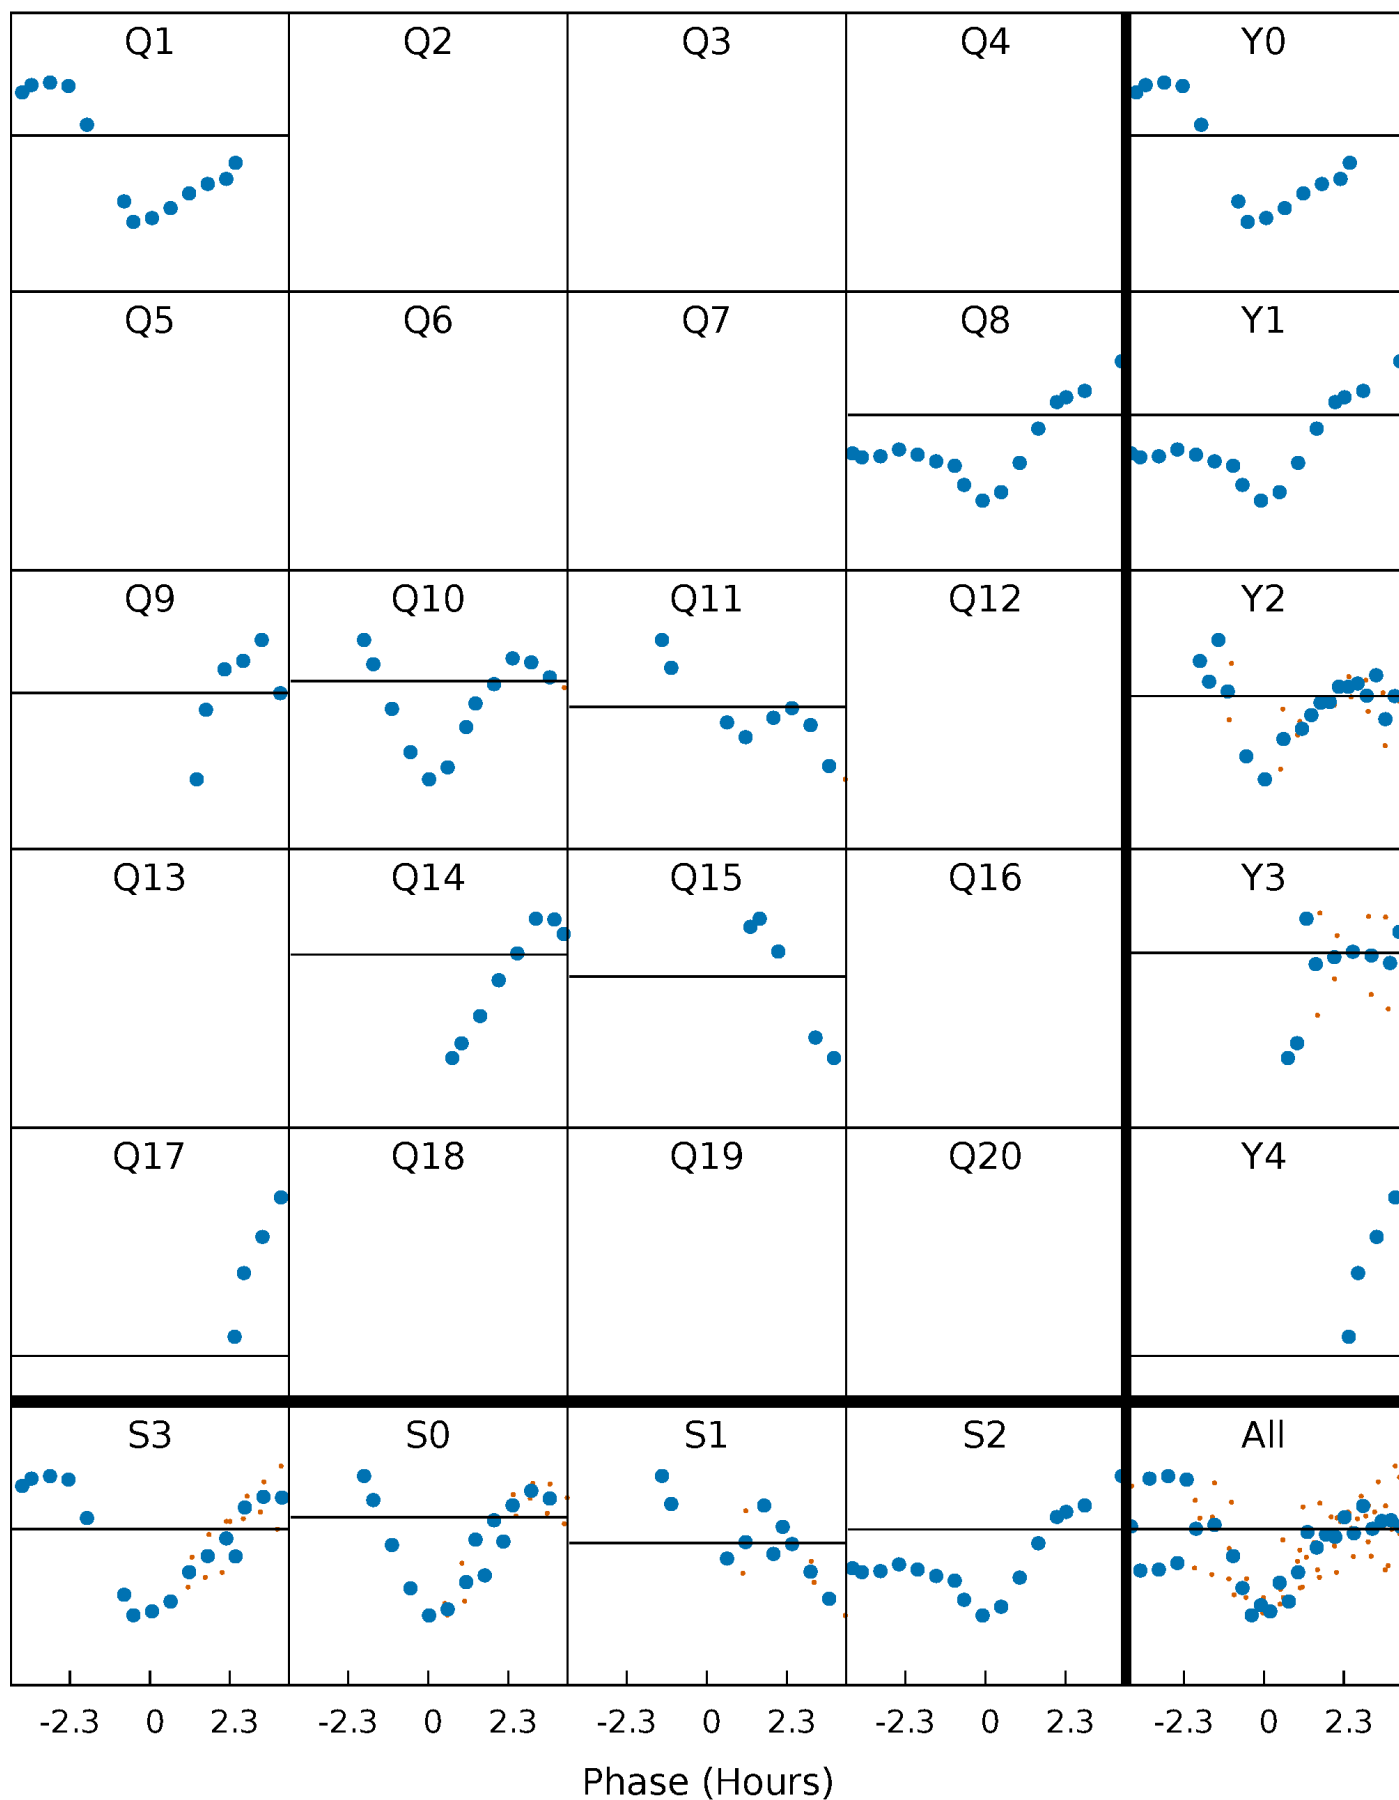 Q1 Q2 Q3 Q4 Y0
Q5 Q6 Q7 Q8 Y1
Q9 Q10 Q11 Q12 Y2
Q13 Q14 Q15 Q16 Y3
Q17 Q18 Q19 Q20 Y4
S3 S0 S1 S2 All
-2.3 0 2.3 -2.3 0 2.3 -2.3 0 2.3 -2.3 0 2.3 -2.3 0 2.3
Phase (Hours)